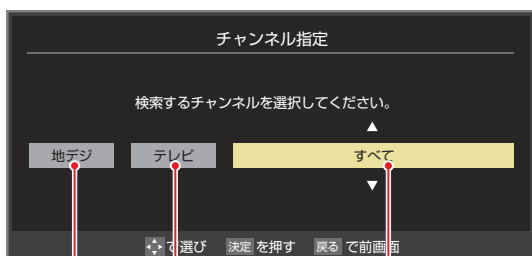 チャンネル指定
検索するチャンネルを選択してください。
▲
地デジ テレビ すべて
▼
で選び 決定 を押す 戻る で前画面